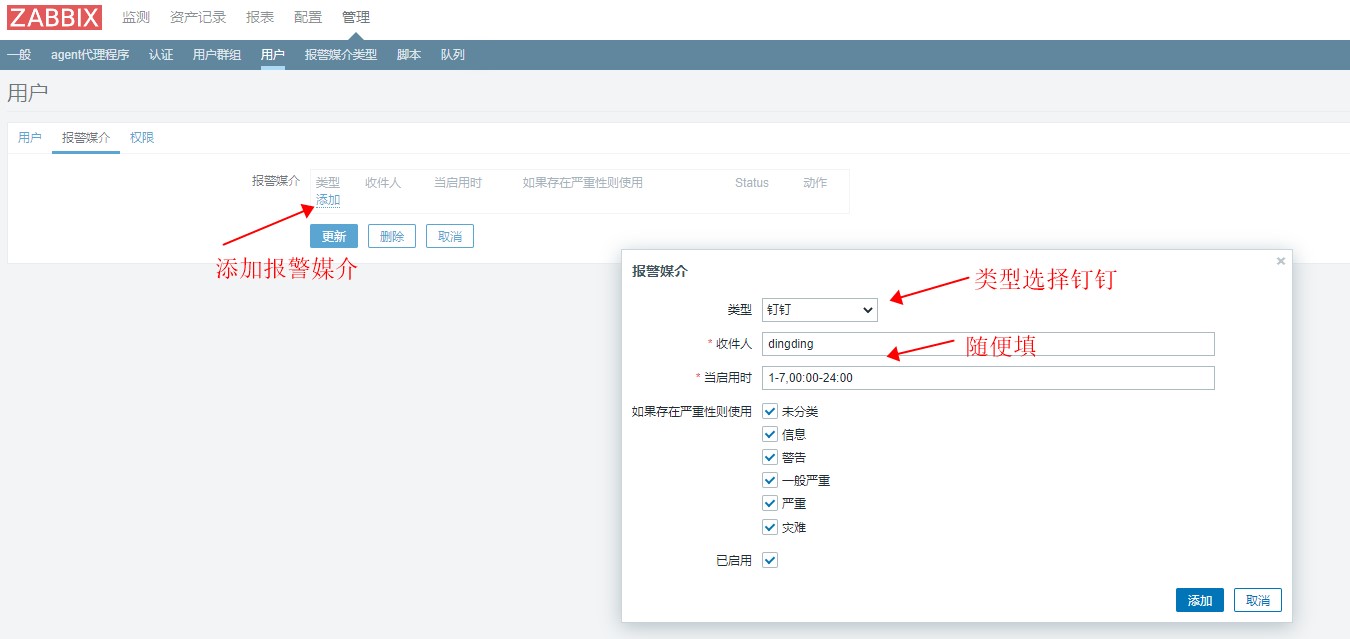 ZABBIX 监测 资产记录 报表 配置 管理
一般 agent代理程序 认证 用户群组 用户 报警媒介类型 脚本 队列
用户
用户 报警媒介 权限
报警媒介 类型 收件人 当启用时 如果存在严重性则使用 Status 动作
添加
更新 删除 取消
添加报警媒介
报警媒介 ×
类型 钉钉
类型选择钉钉
* 收件人 dingding
随便填
* 当启用时 1-7,00:00-24:00
如果存在严重性则使用 未分类
信息
警告
一般严重
严重
灾难
已启用
添加 取消